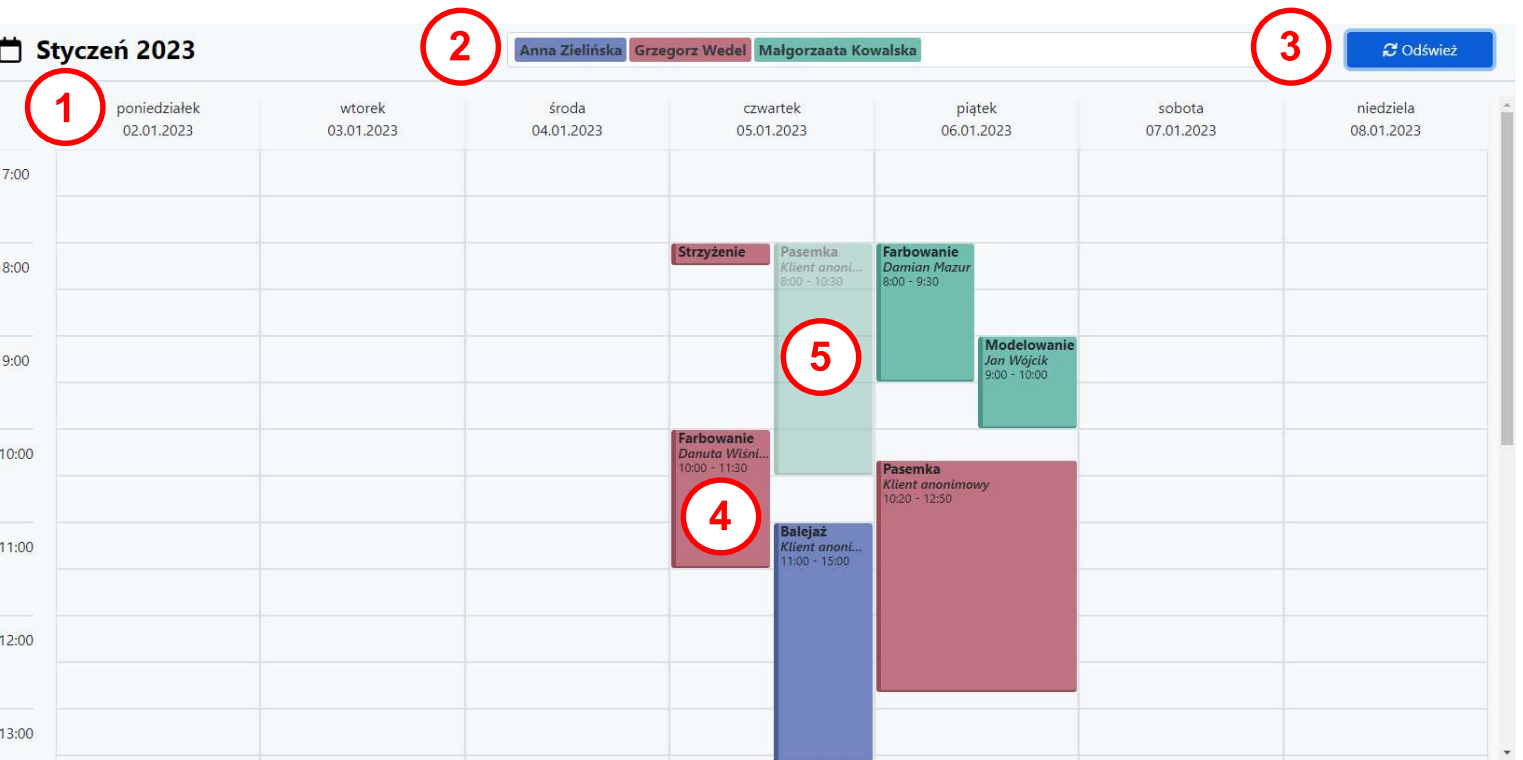 Styczeń 2023
2
Anna Zielińska Grzegorz Wedel Małgorzaata Kowalska
3
Odśwież
1
poniedziałek
02.01.2023
wtorek
03.01.2023
środa
04.01.2023
czwartek
05.01.2023
piątek
06.01.2023
sobota
07.01.2023
niedziela
08.01.2023
7:00
8:00
9:00
10:00
11:00
12:00
13:00
Strzyżenie
Pasemka
Klient anoni...
8:00 - 10:30
5
Farbowanie
Danuta Wiśni...
10:00 - 11:30
4
Balejaż
Klient anoni...
11:00 - 15:00
Farbowanie
Damian Mazur
8:00 - 9:30
Modelowanie
Jan Wójcik
9:00 - 10:00
Pasemka
Klient anonimowy
10:20 - 12:50